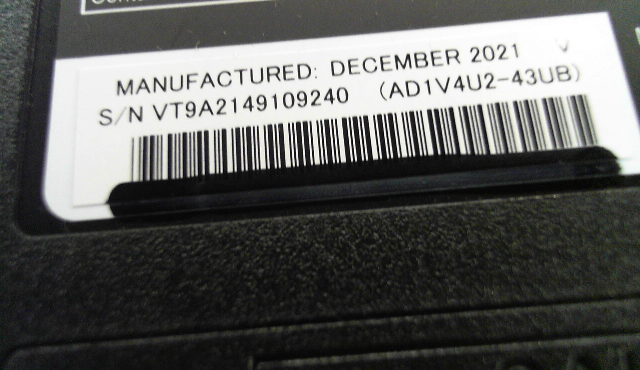 MANUFACTURED: DECEMBER 2021
S/N VT9A2149109240 (AD1V4U2-43UB)